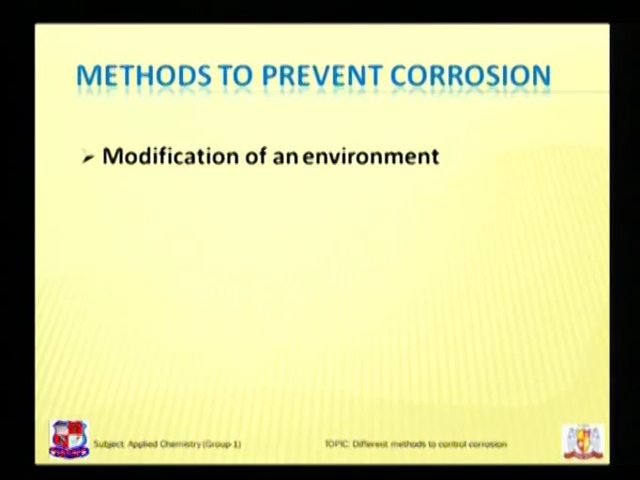 METHODS TO PREVENT CORROSION
➢ Modification of an environment
Subject: Applied Chemistry (Group-1)
TOPIC: Different methods to control corrosion